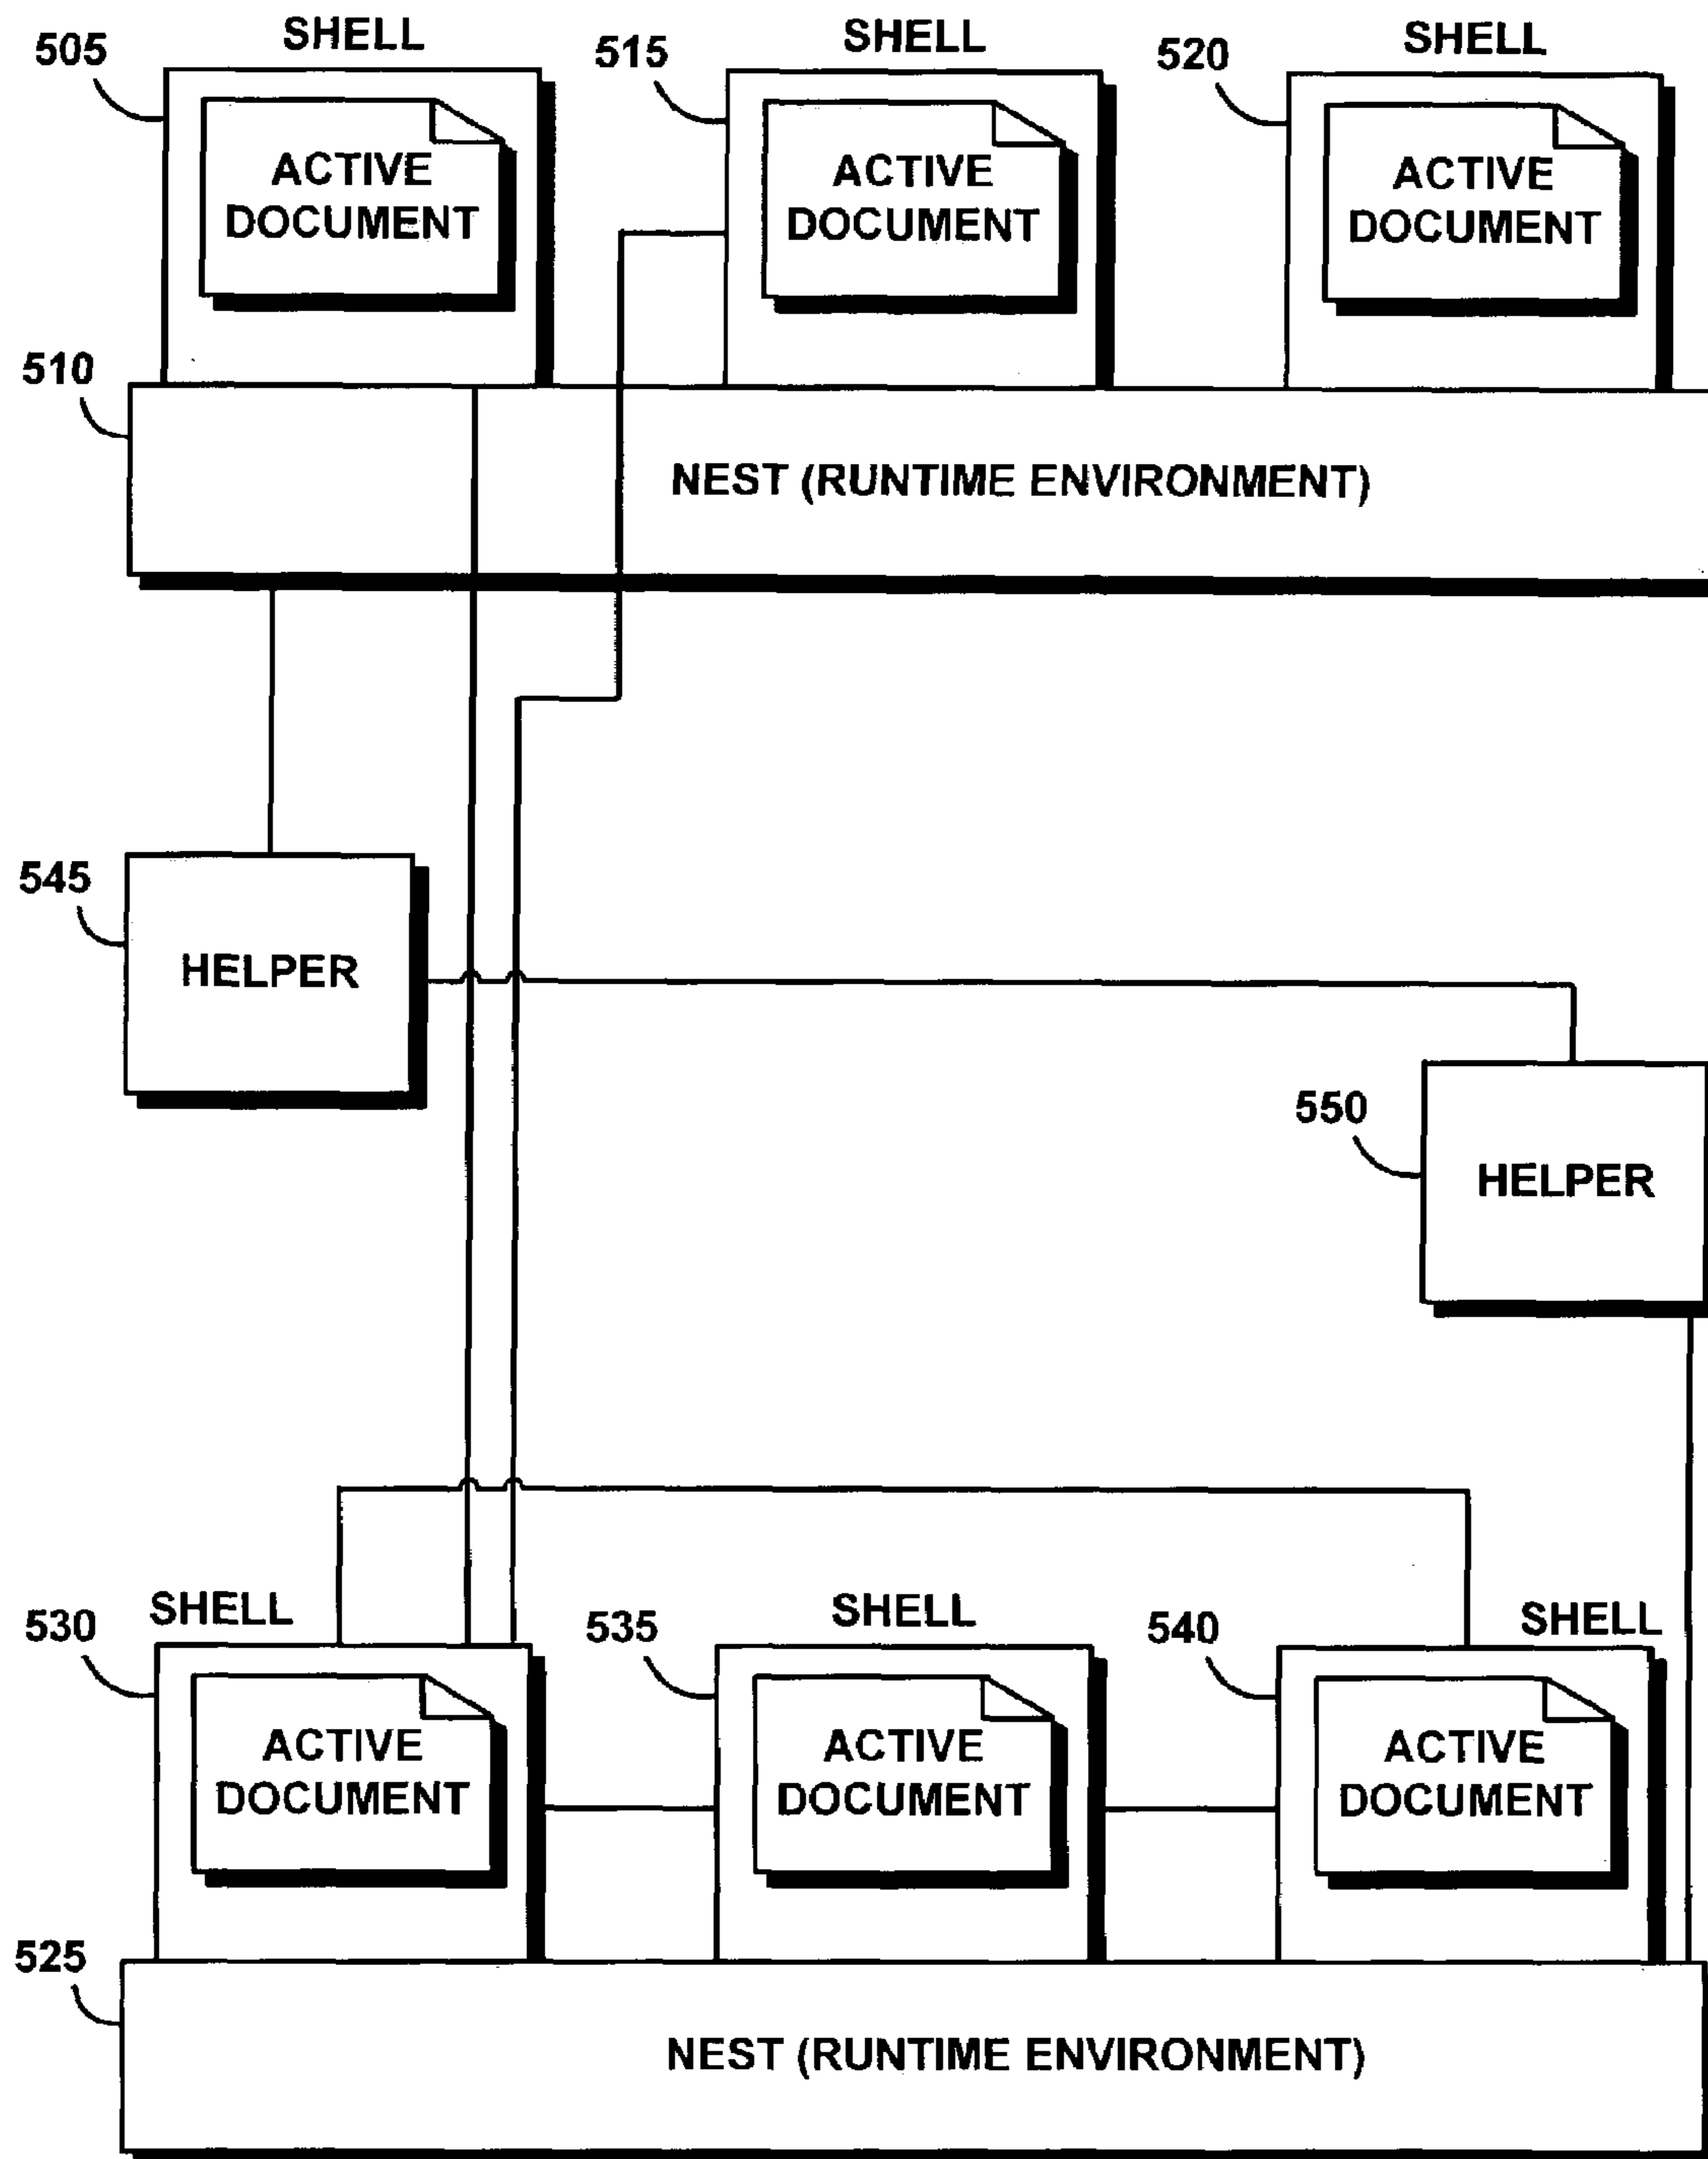 SHELL
SHELL
SHELL
505
515
520
ACTIVE
DOCUMENT
ACTIVE
DOCUMENT
ACTIVE
DOCUMENT
510
NEST (RUNTIME ENVIRONMENT)
545
HELPER
550
HELPER
SHELL
SHELL
SHELL
530
535
540
ACTIVE
DOCUMENT
ACTIVE
DOCUMENT
ACTIVE
DOCUMENT
525
NEST (RUNTIME ENVIRONMENT)